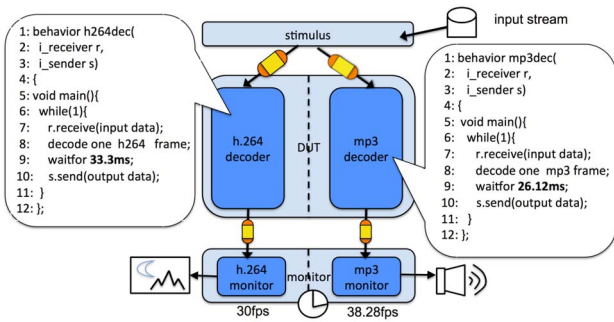 1: behavior h264dec(
2: i_receiver r,
3: i_sender s)
4: {
5: void main(){
6: while(1){
7: r.receive(input data);
8 decode one h264 frame;
9 waitfor 33.3ms;
10: s.send(output data);
11: }
12: };
stimulus
input stream
1: behavior mp3dec(
2: i_receiver r,
3: i_sender s)
4: {
5: void main(){
6: while(1){
7: r.receive(input data);
8 decode one mp3 frame;
9 waitfor 26.12ms;
10: s.send(output data);
11: }
12: };
h.264
decoder
DUT
mp3
decoder
h.264
monitor
monitor
mp3
monitor
30fps
38.28fps